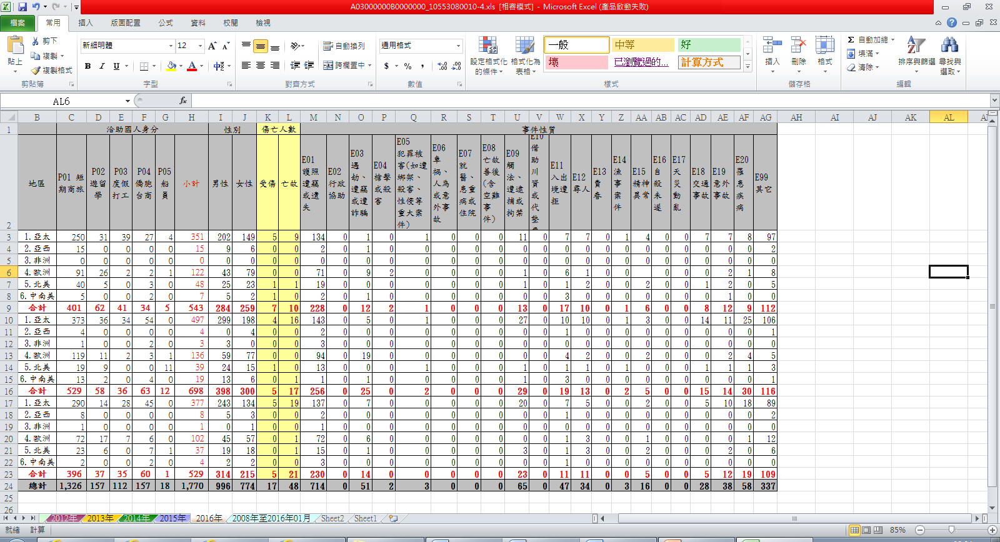 A03000000B0000000_10553080010-4.xls [相容模式] - Microsoft Excel (產品啟動失敗)
檔案 常用 插入 版面配置 公式 資料 校閱 檢視
貼上 剪下 複製 複製格式 剪貼簿
新細明體 12 A A B I U A 中 字型
自動換列 跨欄置中 對齊方式
通用格式 $ % , .00 數值
設定格式化的條件 格式化為表格 一般 中等 好 壞 已瀏覽過的... 計算方式 樣式
插入 刪除 格式 儲存格
Σ 自動加總 填滿 清除 排序與篩選 尋找與選取 編輯
AL6 fx
B C D E F G H I J K L M N O P Q R S T U V W X Y Z AA AB AC AD AE AF AG AH AI AJ AK AL
1 洽助國人身分 性別 傷亡人數 事件性質
2 地區 P01 短期商旅 P02 遊留學 P03 度假打工 P04 僑胞台商 P05 船員 小計 男性 女性 受傷 亡故 E01 護照遭竊或遺失 E02 行政協助 E03 遇劫、遭竊或遭詐騙 E04 槍擊或殺害 E05 犯罪被害(如遭綁架、殺害、性侵等重大案件) E06 車禍、人為或意外事故 E07 就醫、患重病或住院 E08 亡故善後(含空難事件) E09 觸法、遭逮捕或拘禁 E10 借助川資或代墊 E11 入出境遭拒 E12 尋人 E13 賣春 E14 漁事案件 E15 精神異常 E16 自殺未遂 E17 天災動亂 E18 交通事故 E19 意外事故 E20 罹患疾病 E99 其它
3 1.亞太 250 31 39 27 4 351 202 149 5 9 134 0 1 0 1 0 0 0 11 0 7 7 0 1 4 0 0 7 7 8 97
4 2.亞西 15 0 0 0 0 15 9 6 0 0 2 0 1 0 0 0 0 0 0 0 0 0 0 0 0 0 0 0 0 0 2
5 3.非洲 0 0 0 0 0 0 0 0 0 0 0 0 0 0 0 0 0 0 0 0 0 0 0 0 0 0 0 0 0 0 0
6 4.歐洲 91 26 2 2 1 122 43 79 0 0 71 0 9 2 0 0 0 0 1 0 6 1 0 0 0 2 1 8
7 5.北美 40 5 0 3 0 48 25 23 1 1 19 0 0 0 0 0 0 0 1 0 1 2 0 0 2 0 0 1 2 0 5
8 6.中南美 5 0 0 2 0 7 5 2 1 0 2 0 1 0 0 0 0 0 0 0 3 0 0 0 0 0 0 0 1 0 0
9 合計 401 62 41 34 5 543 284 259 7 10 228 0 12 2 1 0 0 0 13 0 17 10 0 1 6 0 0 8 12 9 112
10 1.亞太 373 36 34 54 0 497 299 198 4 16 143 0 5 0 1 0 0 0 27 0 10 10 0 1 3 0 0 14 11 25 106
11 2.亞西 4 0 0 0 0 4 0 4 0 0 2 0 0 0 0 0 0 0 0 0 1 0 0 0 0 0 0 0 0 0 1
12 3.非洲 1 0 0 2 0 3 3 0 0 0 3 0 0 0 0 0 0 0 0 0 0 0 0 0 0 0 0 0 0 0 0
13 4.歐洲 119 11 2 3 1 136 59 77 0 0 94 0 19 0 0 0 0 0 0 0 4 2 0 0 2 0 0 0 2 4 5
14 5.北美 19 9 0 0 11 39 24 15 1 0 13 0 0 0 1 0 0 0 1 0 1 1 0 1 0 0 0 1 1 1 3
15 6.中南美 13 2 0 4 0 19 13 6 0 1 1 0 1 0 0 0 0 0 1 0 3 0 0 0 0 0 0 0 0 0 1
16 合計 529 58 36 63 12 698 398 300 5 17 256 0 25 0 2 0 0 0 29 0 19 13 0 2 5 0 0 15 14 30 116
17 1.亞太 290 14 28 45 0 377 243 134 5 19 137 0 7 0 0 0 0 0 20 0 7 5 0 0 2 0 0 5 10 18 89
18 2.亞西 8 0 0 0 0 8 5 3 0 0 2 0 0 0 0 0 0 0 0 0 1 0 0 0 0 0 0 0 0 0 2
19 3.非洲 1 0 0 0 0 1 0 1 0 0 1 0 0 0 0 0 0 0 0 0 0 0 0 0 0 0 0 0 0 0 0
20 4.歐洲 72 17 7 6 0 102 45 57 0 1 72 0 6 0 0 0 0 0 0 0 1 3 0 0 1 0 0 0 0 1 12
21 5.北美 23 6 0 7 1 37 19 18 0 1 15 0 1 0 0 0 0 0 3 0 1 3 0 0 2 0 0 0 2 0 6
22 6.中南美 2 0 0 2 0 4 2 2 0 0 3 0 0 0 0 0 0 0 0 0 1 0 0 0 0 0 0 0 0 0 0
23 合計 396 37 35 60 1 529 314 215 5 21 230 0 14 0 0 0 0 0 23 0 11 11 0 0 5 0 0 5 12 19 109
24 總計 1,326 157 112 157 18 1,770 996 774 17 48 714 0 51 2 3 0 0 0 65 0 47 34 0 3 16 0 0 28 38 58 337
25
26
2012年 2013年 2014年 2015年 2016年 2008年至2016年01月 Sheet2 Sheet1
就緒 計算 85%